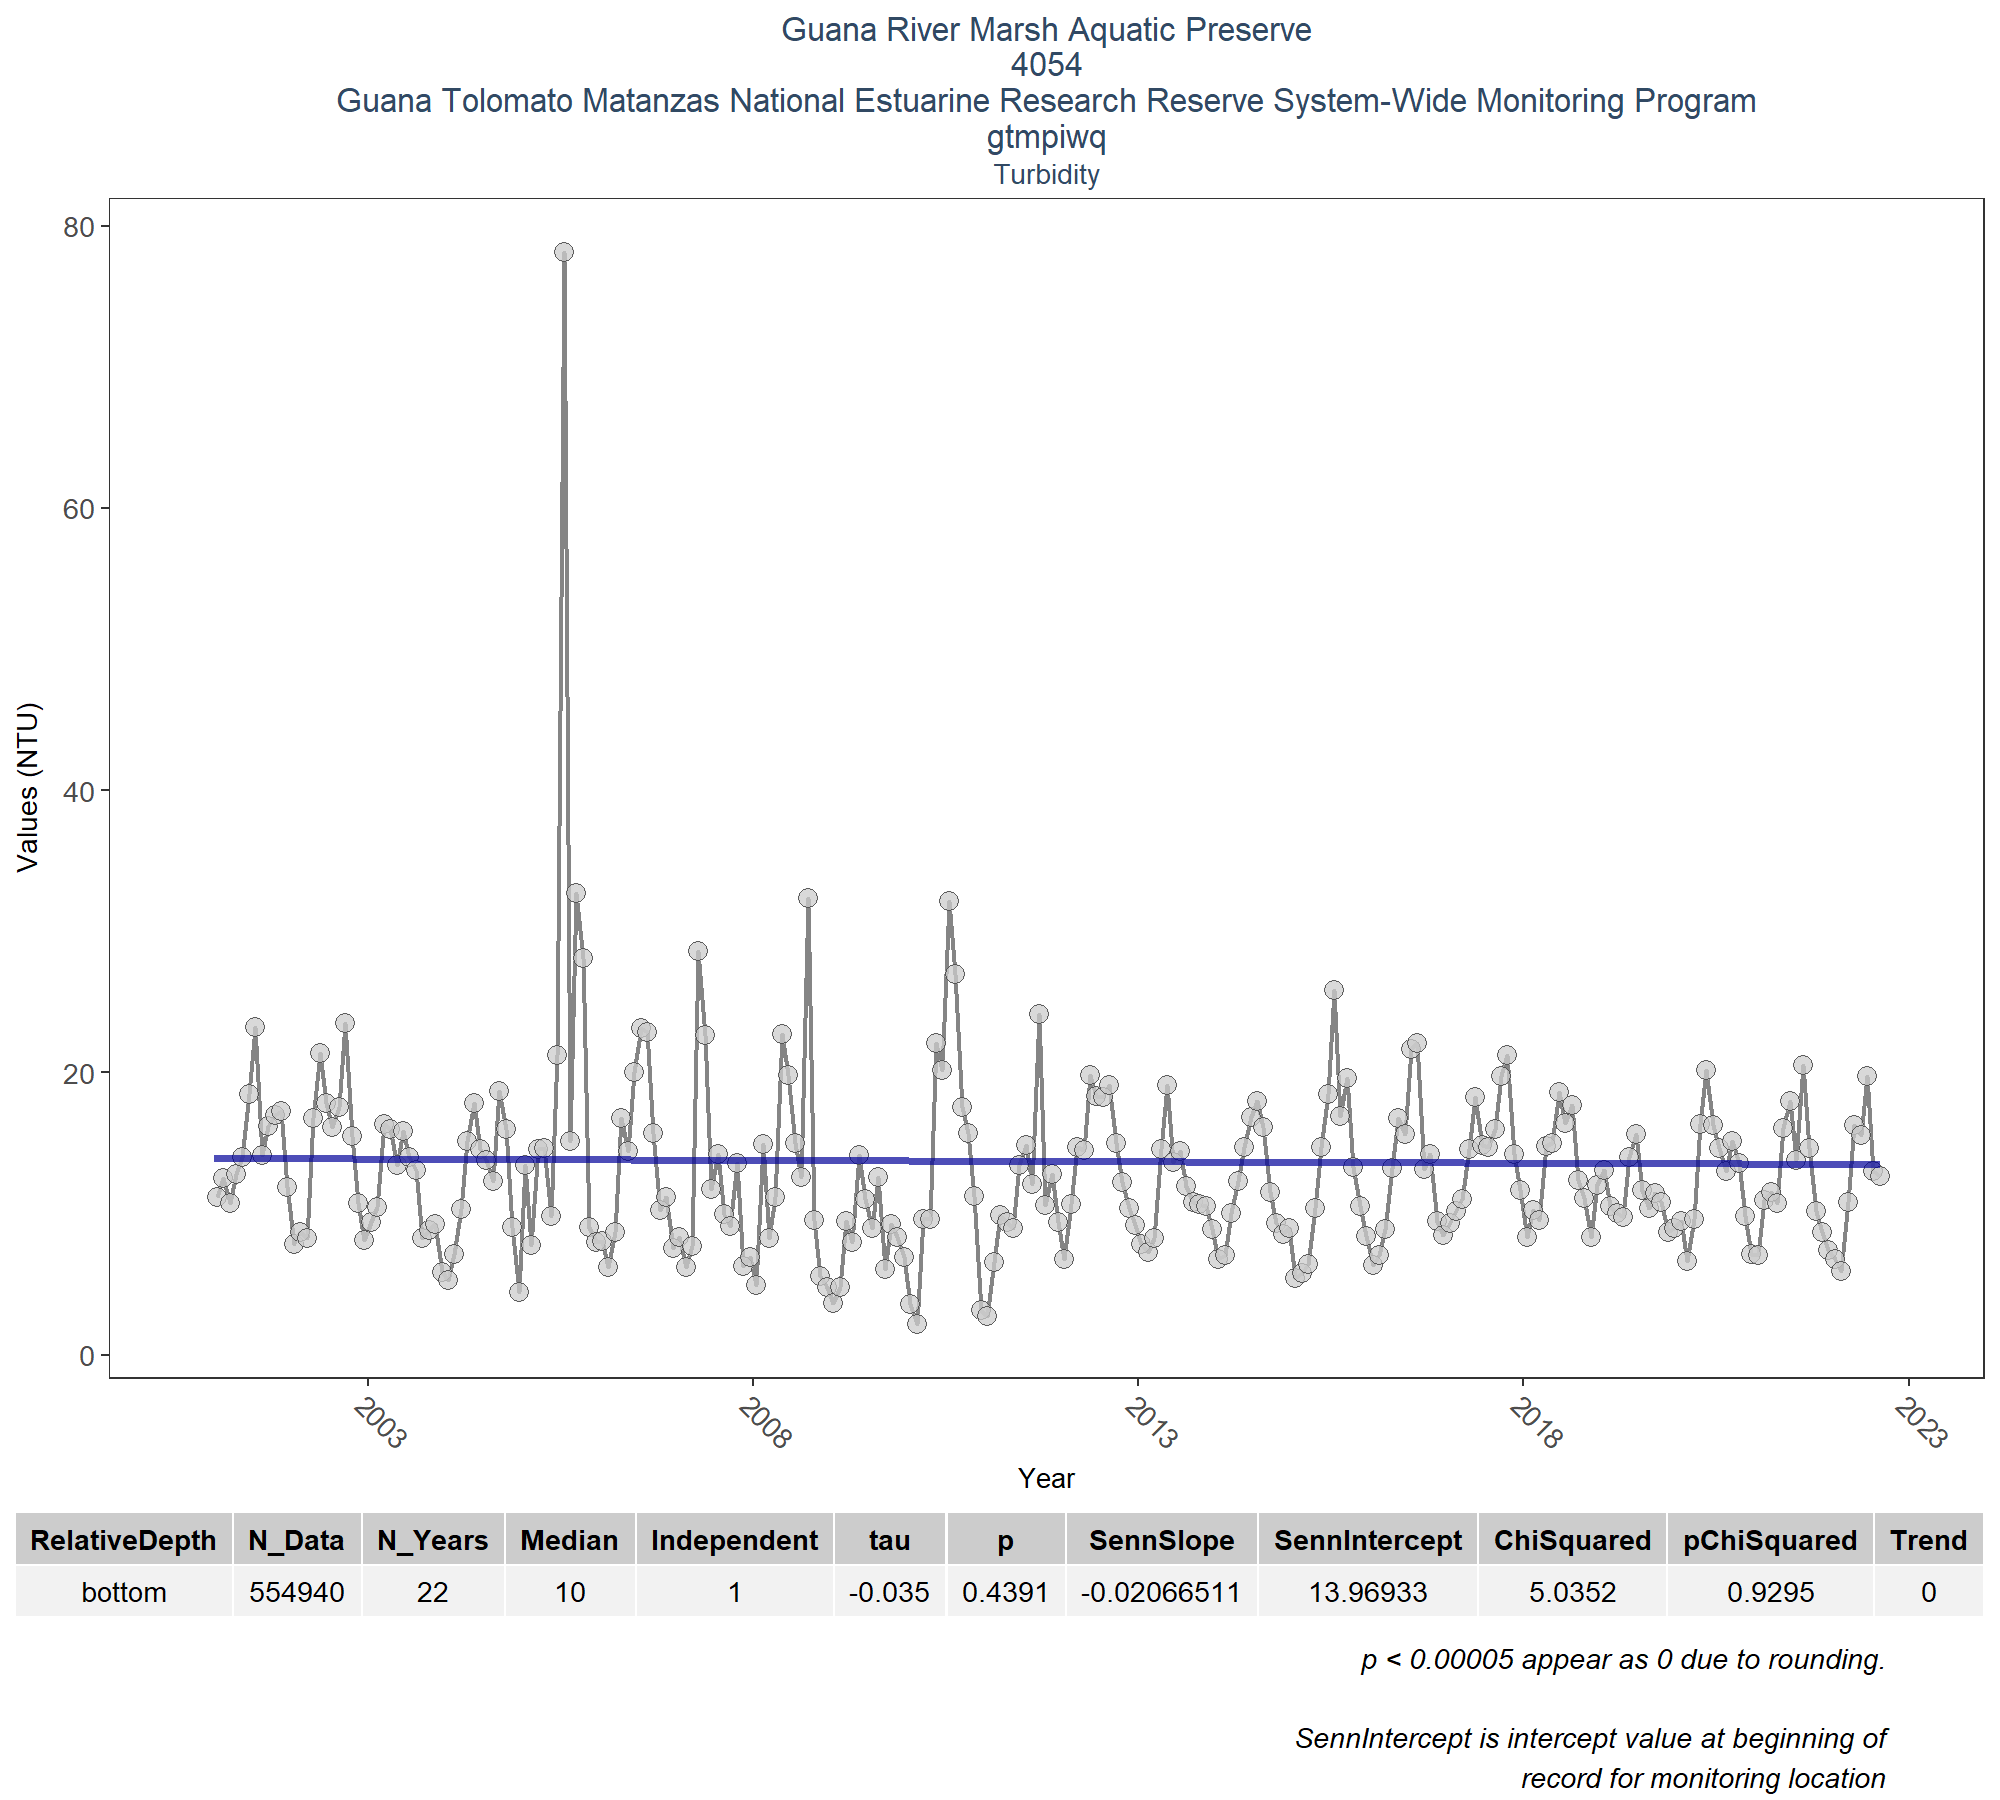 Guana River Marsh Aquatic Preserve
4054
Guana Tolomato Matanzas National Estuarine Research Reserve System-Wide Monitoring Program
gtmpiwq
Turbidity
80
60
40
20
0
Values (NTU)
2003 2008 2013 2018 2023
Year
RelativeDepth N_Data N_Years Median Independent tau p SennSlope SennIntercept ChiSquared pChiSquared Trend
bottom 554940 22 10 1 -0.035 0.4391 -0.02066511 13.96933 5.0352 0.9295 0
p < 0.00005 appear as 0 due to rounding.
SennIntercept is intercept value at beginning of
record for monitoring location